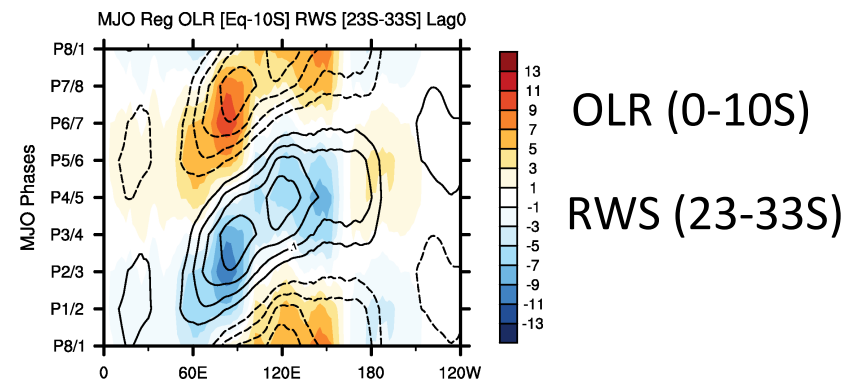 MJO Reg OLR [Eq-10S] RWS [23S-33S] Lag0
MJO Phases
P8/1
P7/8
P6/7
P5/6
P4/5
P3/4
P2/3
P1/2
P8/1
0 60E 120E 180 120W
13
11
9
7
5
3
1
-1
-3
-5
-7
-9
-11
-13
OLR (0-10S)
RWS (23-33S)